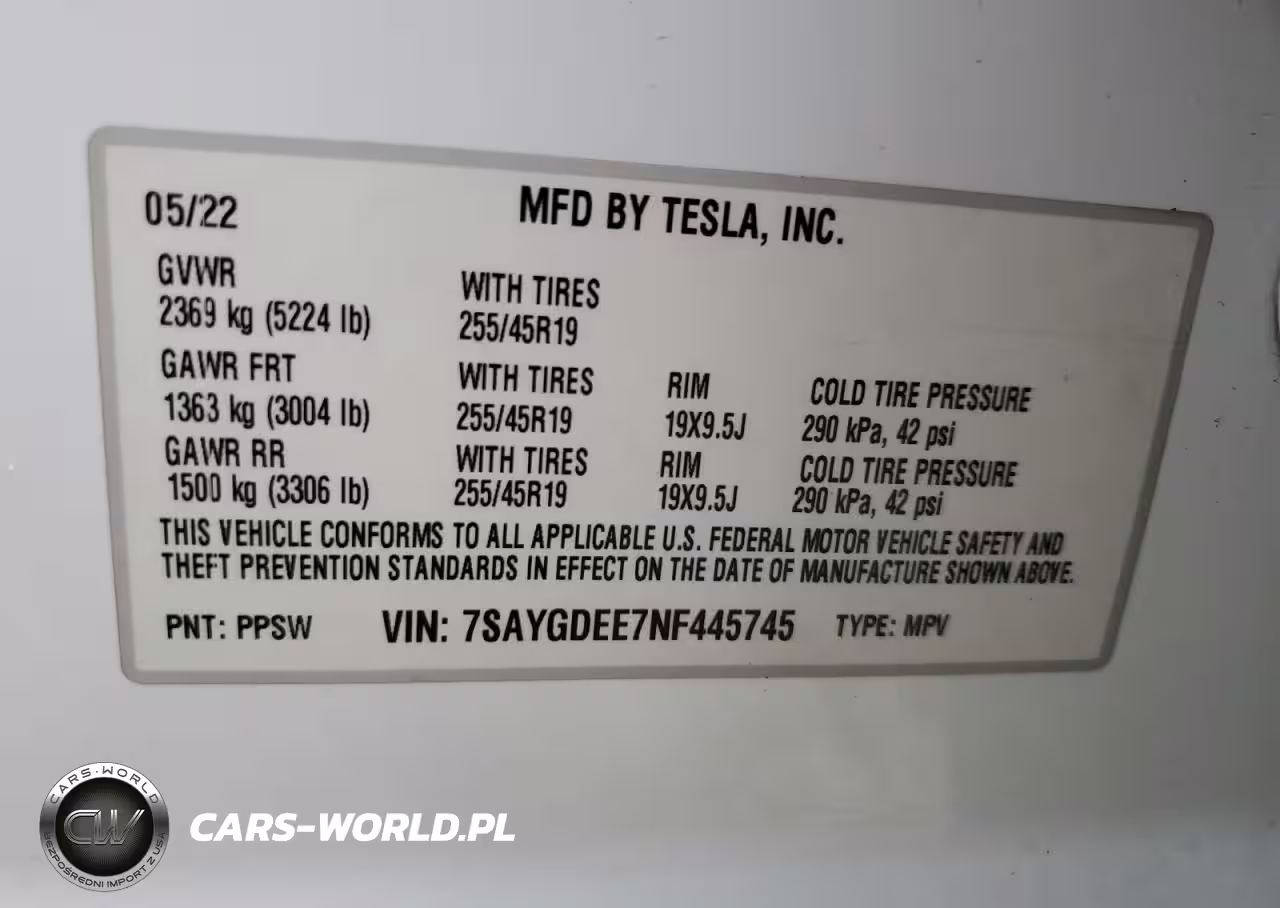 05/22 MFD BY TESLA, INC.
GVWR WITH TIRES
2369 kg (5224 lb) 255/45R19
GAWR FRT WITH TIRES RIM COLD TIRE PRESSURE
1363 kg (3004 lb) 255/45R19 19X9.5J 290 kPa, 42 psi
GAWR RR WITH TIRES RIM COLD TIRE PRESSURE
1500 kg (3306 lb) 255/45R19 19X9.5J 290 kPa, 42 psi
THIS VEHICLE CONFORMS TO ALL APPLICABLE U.S. FEDERAL MOTOR VEHICLE SAFETY AND
THEFT PREVENTION STANDARDS IN EFFECT ON THE DATE OF MANUFACTURE SHOWN ABOVE.
PNT: PPSW VIN: 7SAYGDEE7NF445745 TYPE: MPV
CARS-WORLD
CW
BEZPOŚREDNI IMPORT Z USA
CARS-WORLD.PL